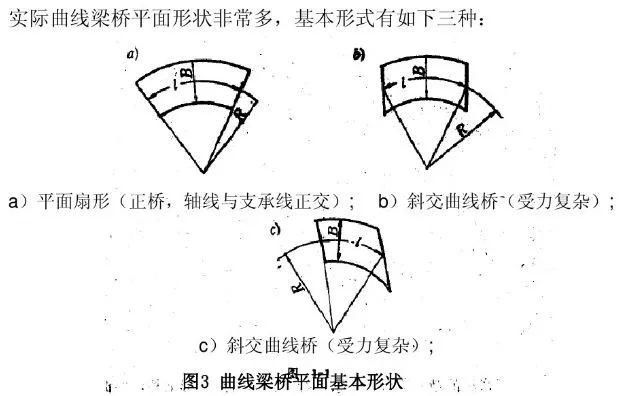 实际曲线梁桥平面形状非常多，基本形式有如下三种：
a)
b)
B
l
R
B
l
R
a）平面扇形（正桥，轴线与支承线正交）； b）斜交曲线桥（受力复杂）；
c)
B
l
R
c）斜交曲线桥（受力复杂）；
图3 曲线梁桥平面基本形状